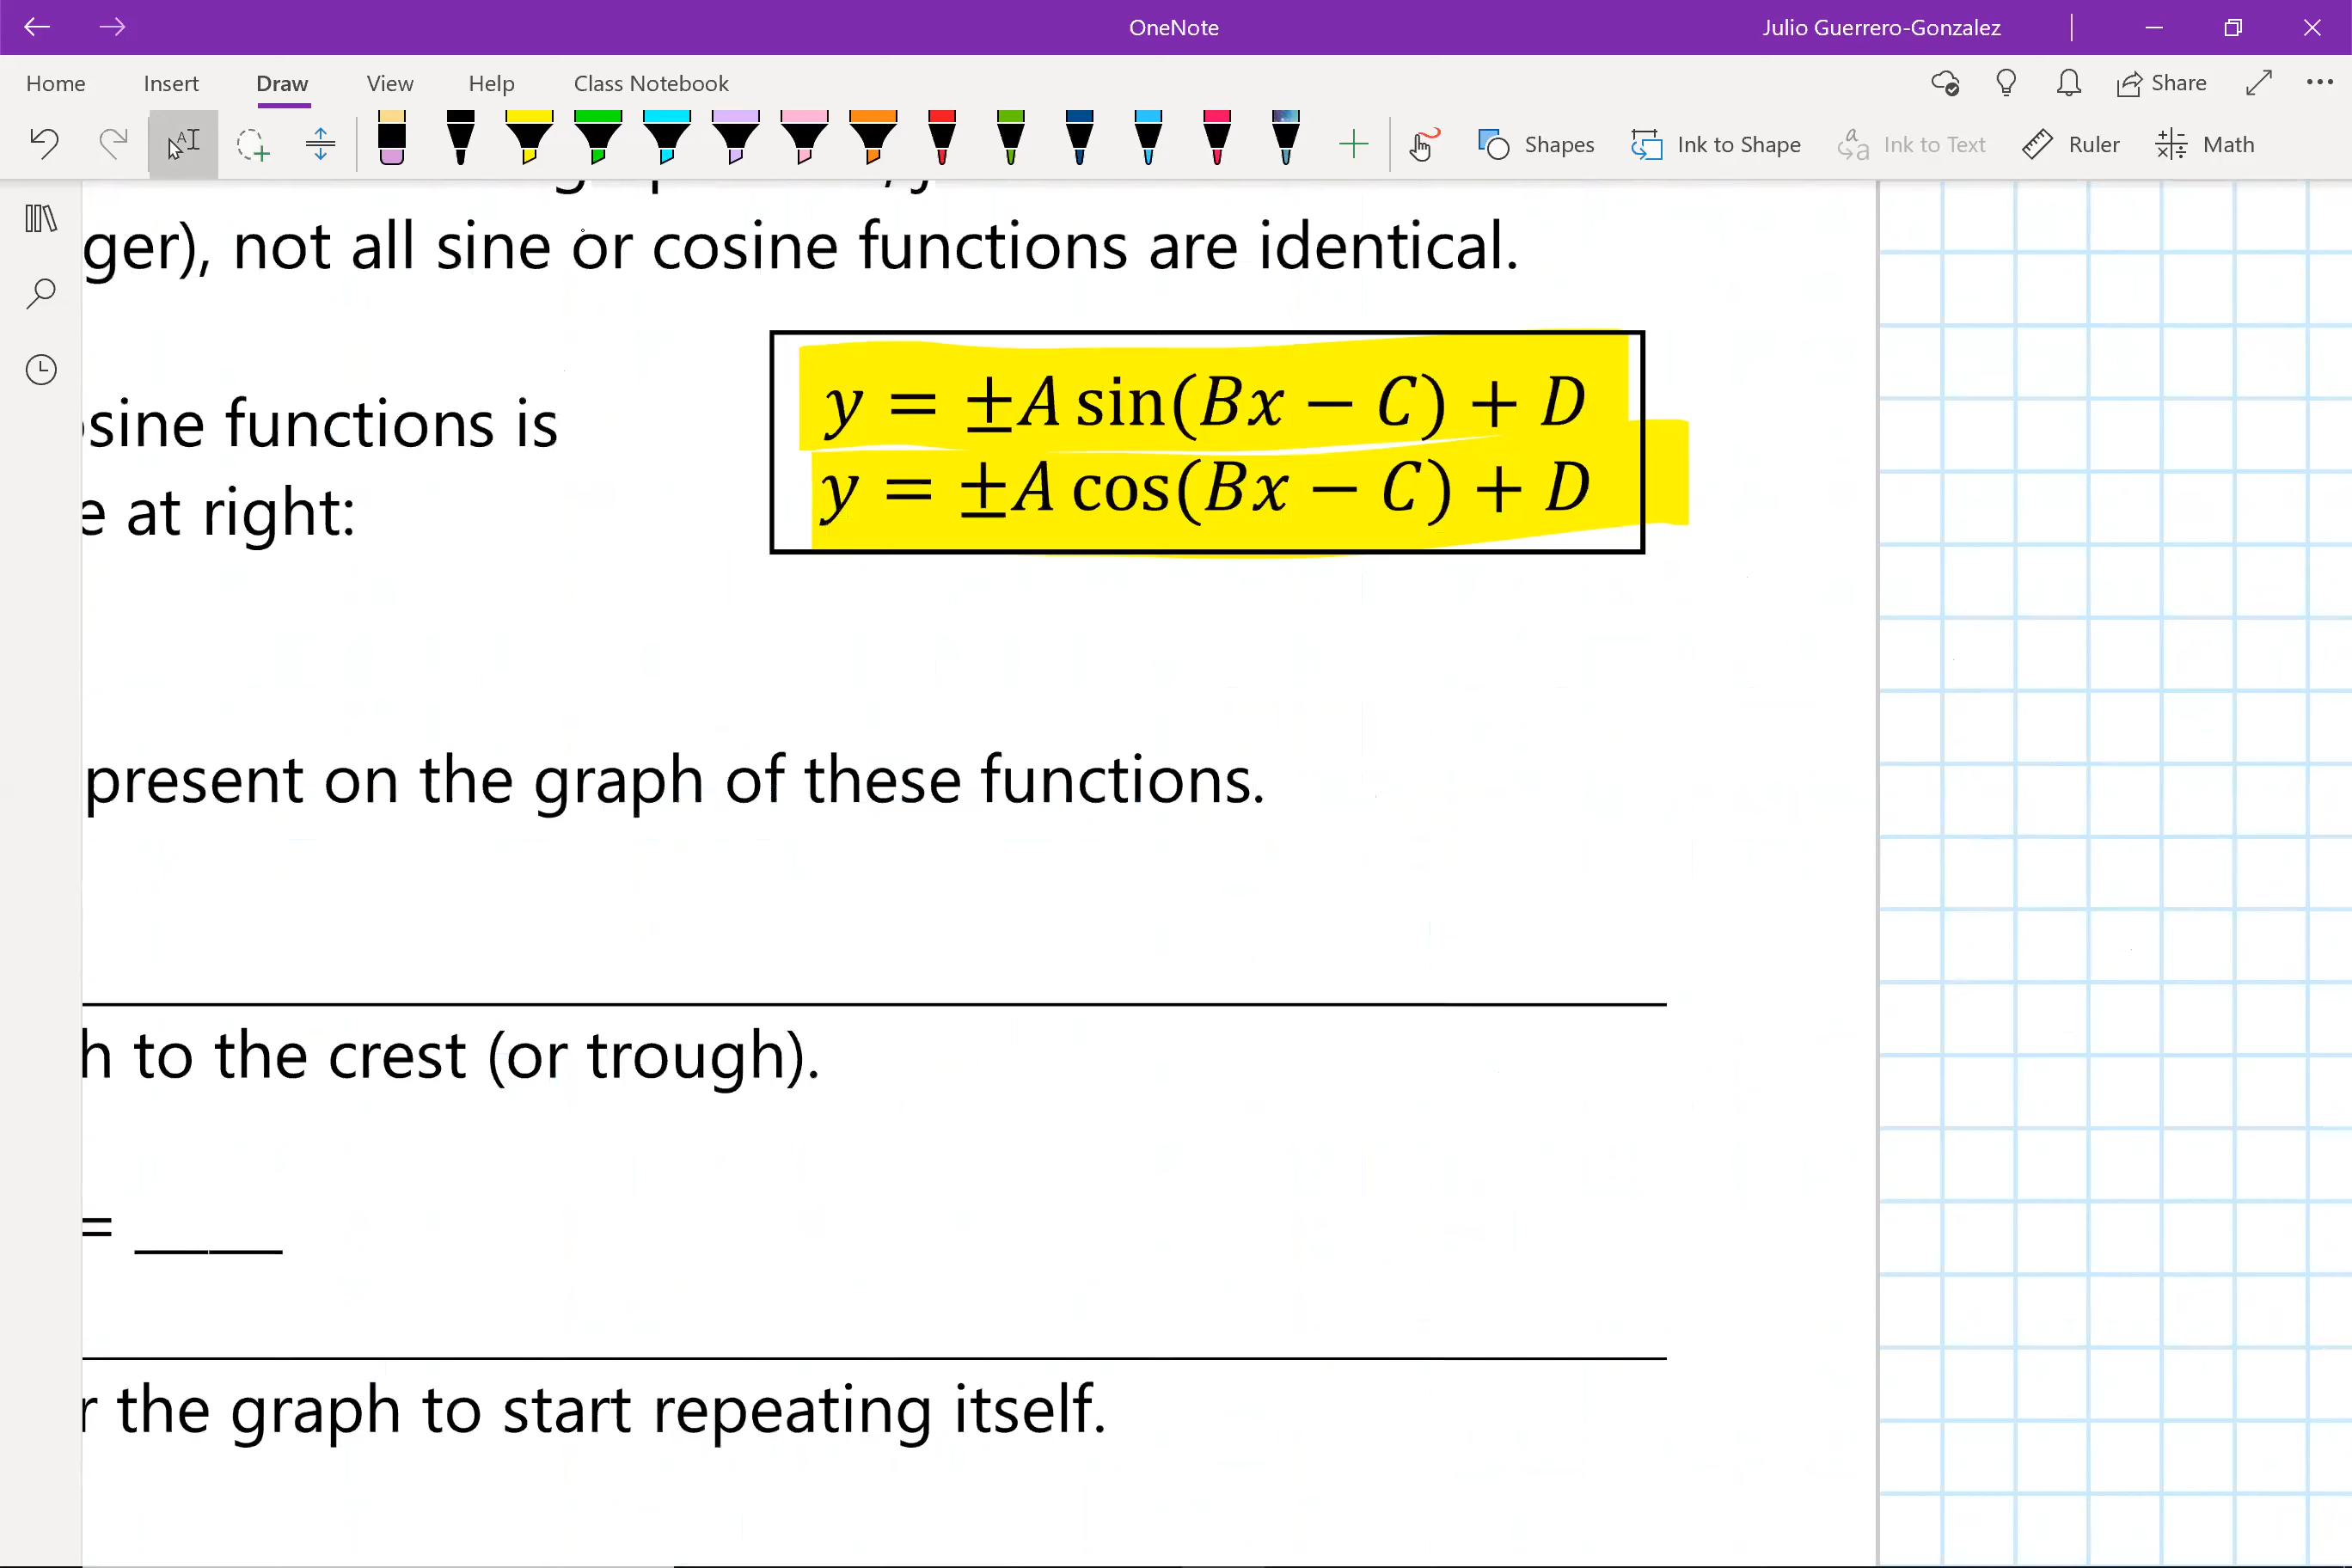 OneNote
Julio Guerrero-Gonzalez
Home Insert Draw View Help Class Notebook
Share
Shapes Ink to Shape Ink to Text Ruler Math
ger), not all sine or cosine functions are identical.
y = ±A sin(Bx − C) + D
sine functions is
y = ±A cos(Bx − C) + D
e at right:
present on the graph of these functions.
h to the crest (or trough).
= ____
r the graph to start repeating itself.